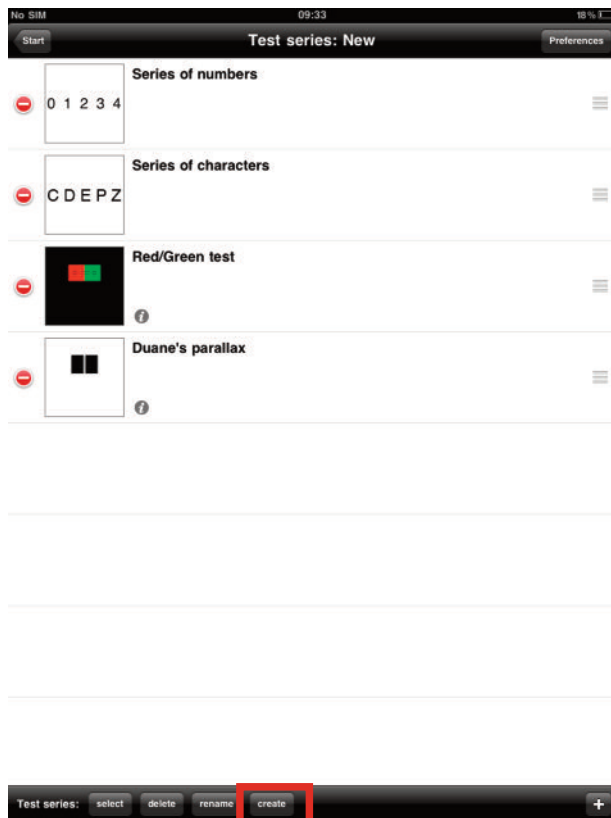 No SIM 09:33 18 %
Start Test series: New Preferences
Series of numbers
0 1 2 3 4
Series of characters
C D E P Z
Red/Green test
i
Duane's parallax
i
Test series: select delete rename create +